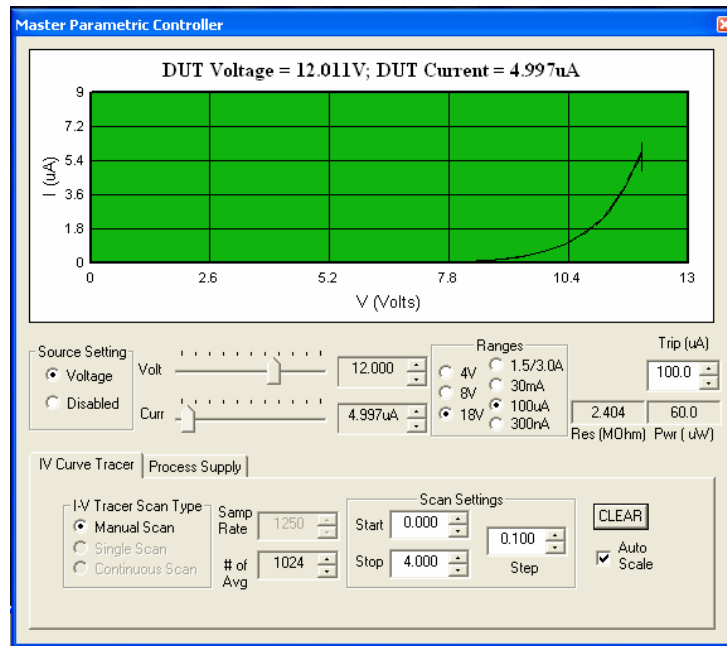 Master Parametric Controller
DUT Voltage = 12.011V; DUT Current = 4.997uA
9
7.2
5.4
3.6
1.8
0
I (uA)
0 2.6 5.2 7.8 10.4 13
V (Volts)
Source Setting
Voltage
Disabled
Volt
12.000
Curr
4.997uA
Ranges
4V
8V
18V
1.5/3.0A
30mA
100uA
300nA
Trip (uA)
100.0
2.404
60.0
Res (MOhm)
Pwr ( uW)
IV Curve Tracer
Process Supply
I-V Tracer Scan Type
Manual Scan
Single Scan
Continuous Scan
Samp
Rate
1250
# of
Avg
1024
Scan Settings
Start
0.000
Stop
4.000
0.100
Step
CLEAR
Auto
Scale